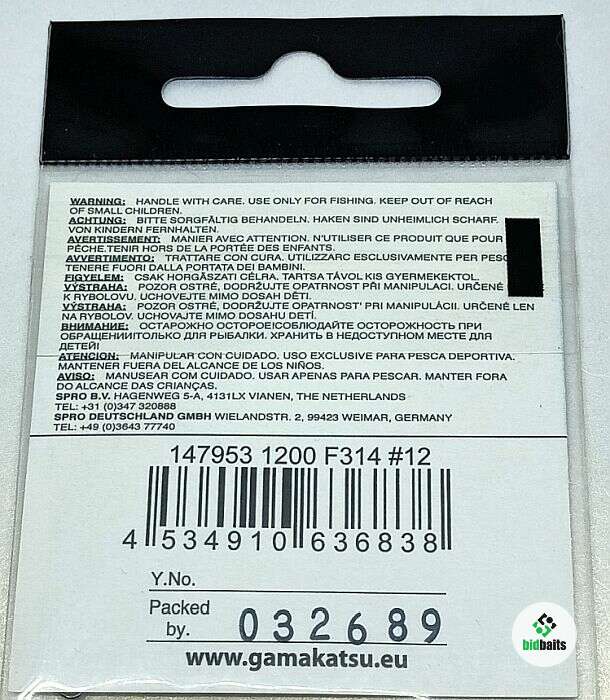 WARNING: HANDLE WITH CARE. USE ONLY FOR FISHING. KEEP OUT OF REACH
OF SMALL CHILDREN.
ACHTUNG: BITTE SORGFÄLTIG BEHANDELN. HAKEN SIND UNHEIMLICH SCHARF.
VON KINDERN FERNHALTEN.
AVERTISSEMENT: MANIER AVEC ATTENTION. N'UTILISER CE PRODUIT QUE POUR
PÊCHE.TENIR HORS DE LA PORTÉE DES ENFANTS.
AVVERTIMENTO: TRATTARE CON CURA. UTILIZZARC ESCLUSIVAMENTE PER PESC
TENERE FUORI DALLA PORTATA DEI BAMBINI.
FIGYELEM: CSAK HORGÁSZATI CÉLRA. TARTSA TÁVOL KIS GYERMEKEKTOL.
VÝSTRAHA: POZOR OSTRÉ, DODRŽUJTE OPATRNOST PŘI MANIPULACI. URČENÉ
K RYBOLOVU. UCHOVEJTE MIMO DOSAH DĚTÍ.
VÝSTRAHA: POZOR OSTRÉ, DODRŽUJTE OPATRNOSTˇ PRI MANIPULÁCII. URČENÉ LEN
NA RYBOLOV. UCHOVAJTE MIMO DOSAHU DETÍ.
ВНИМАНИЕ: ОСТАРОЖНО ОСТОРОЕ!СОБЛЮДАЙТЕ ОСТОРОЖНОСТЬ ПРИ
ОБРАЩЕНИИ!ТОЛЬКО ДЛЯ РЫБАЛКИ. ХРАНИТЬ В НЕДОСТУПНОМ МЕСТЕ ДЛЯ
ДЕТЕЙ!
ATENCION: MANIPULAR CON CUIDADO. USO EXCLUSIVE PARA PESCA DEPORTIVA.
MANTENER FUERA DEL ALCANCE DE LOS NIÑOS.
AVISO: MANUSEAR COM CUIDADO. USAR APENAS PARA PESCAR. MANTER FORA
DO ALCANCE DAS CRIANÇAS.
SPRO B.V. HAGENWEG 5-A, 4131LX VIANEN, THE NETHERLANDS
TEL: +31 (0)347 320888
SPRO DEUTSCHLAND GMBH WIELANDSTR. 2, 99423 WEIMAR, GERMANY
TEL: +49 (0)3643 77740
147953 1200 F314 #12
4 534910 636838
Y.No.
Packed
by. 032689
www.gamakatsu.eu
bidbaits